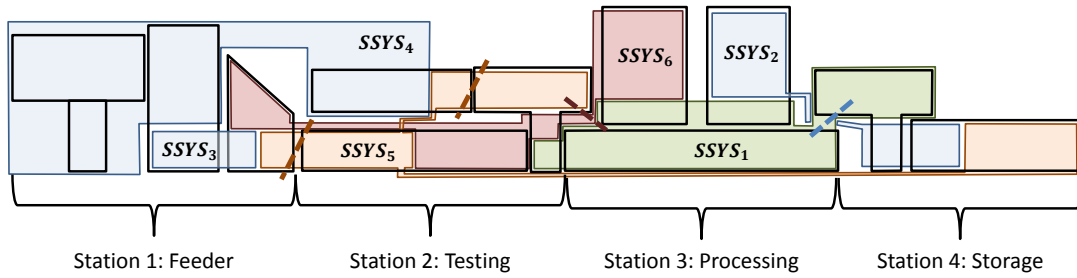 SSYS4
SSYS6
SSYS2
SSYS3
SSYS5
SSYS1
Station 1: Feeder
Station 2: Testing
Station 3: Processing
Station 4: Storage